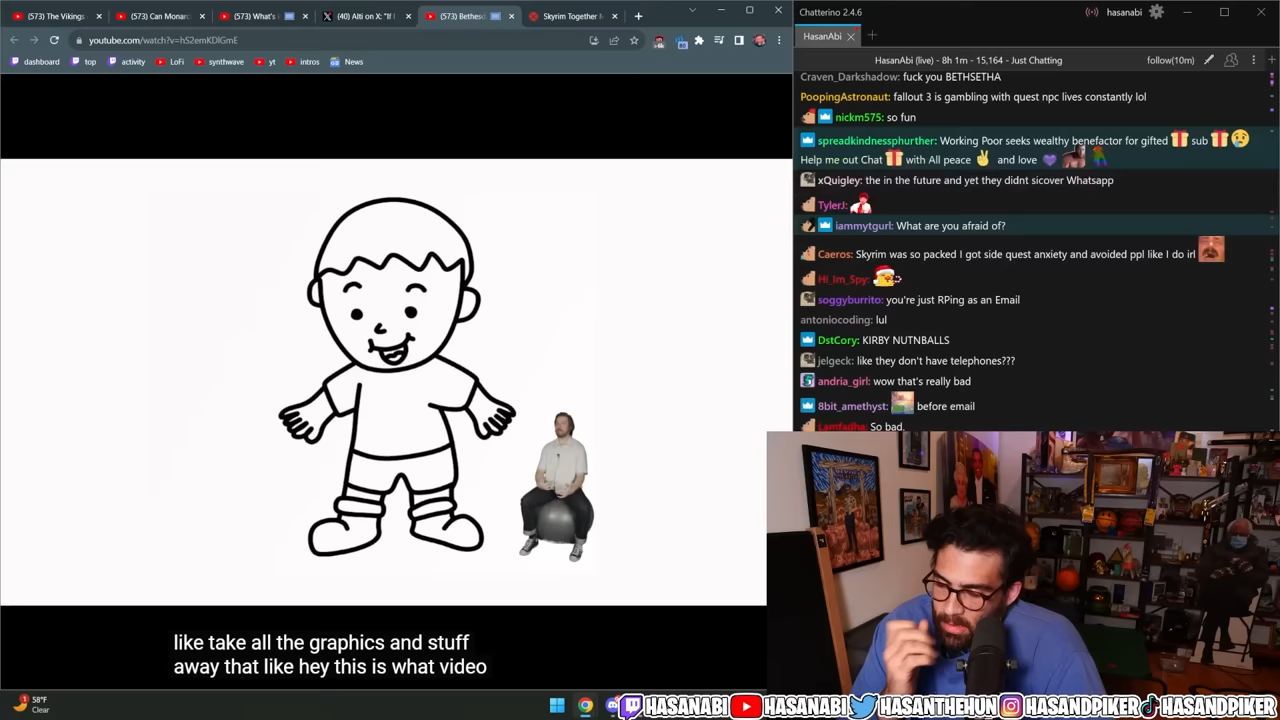 (573) The Vikings
(573) Can Monarc
(573) What's i
(40) Alti on X: "If
(573) Bethesd
Skyrim Together M
Chatterino 2.4.6
hasanabi
youtube.com/watch?v=hS2emKDlGmE
HasanAbi
dashboard
top
activity
LoFi
synthwave
yt
intros
News
HasanAbi (live) - 8h 1m - 15,164 - Just Chatting
follow(10m)
Craven_Darkshadow: fuck you BETHSETHA
PoopingAstronaut: fallout 3 is gambling with quest npc lives constantly lol
nickm575: so fun
spreadkindnessphurther: Working Poor seeks wealthy benefactor for gifted sub
Help me out Chat with All peace and love
xQuigley: the in the future and yet they didnt sicover Whatsapp
TylerJ:
iammytgurl: What are you afraid of?
Caeros: Skyrim was so packed I got side quest anxiety and avoided ppl like I do irl
Hi_Im_Spy:
soggyburrito: you're just RPing as an Email
antoniocoding: lul
DstCory: KIRBY NUTNBALLS
jelgeck: like they don't have telephones???
andria_girl: wow that's really bad
8bit_amethyst: before email
Lamfadha: So bad.
like take all the graphics and stuff
away that like hey this is what video
1
58°F
Clear
HASANABI
HASANABI
HASANTHEHUN
HASANDPIKER
HASANDPIKER